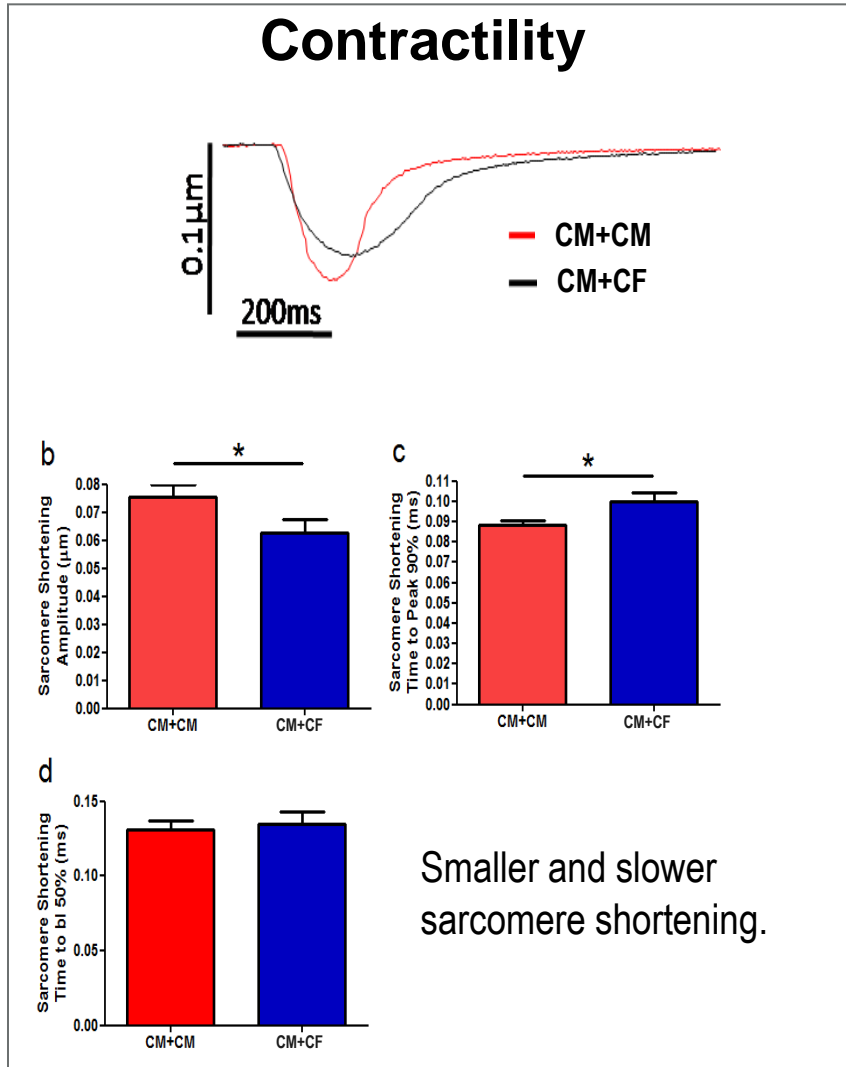 Contractility
0.1µm
200ms
CM+CM
CM+CF
b
*
Sarcomere Shortening
Amplitude (µm)
0.08
0.07
0.06
0.05
0.04
0.03
0.02
0.01
0.00
CM+CM
CM+CF
c
*
Sarcomere Shortening
Time to Peak 90% (ms)
0.11
0.10
0.09
0.08
0.07
0.06
0.05
0.04
0.03
0.02
0.01
0.00
CM+CM
CM+CF
d
Sarcomere Shortening
Time to bl 50% (ms)
0.15
0.10
0.05
0.00
CM+CM
CM+CF
Smaller and slower
sarcomere shortening.